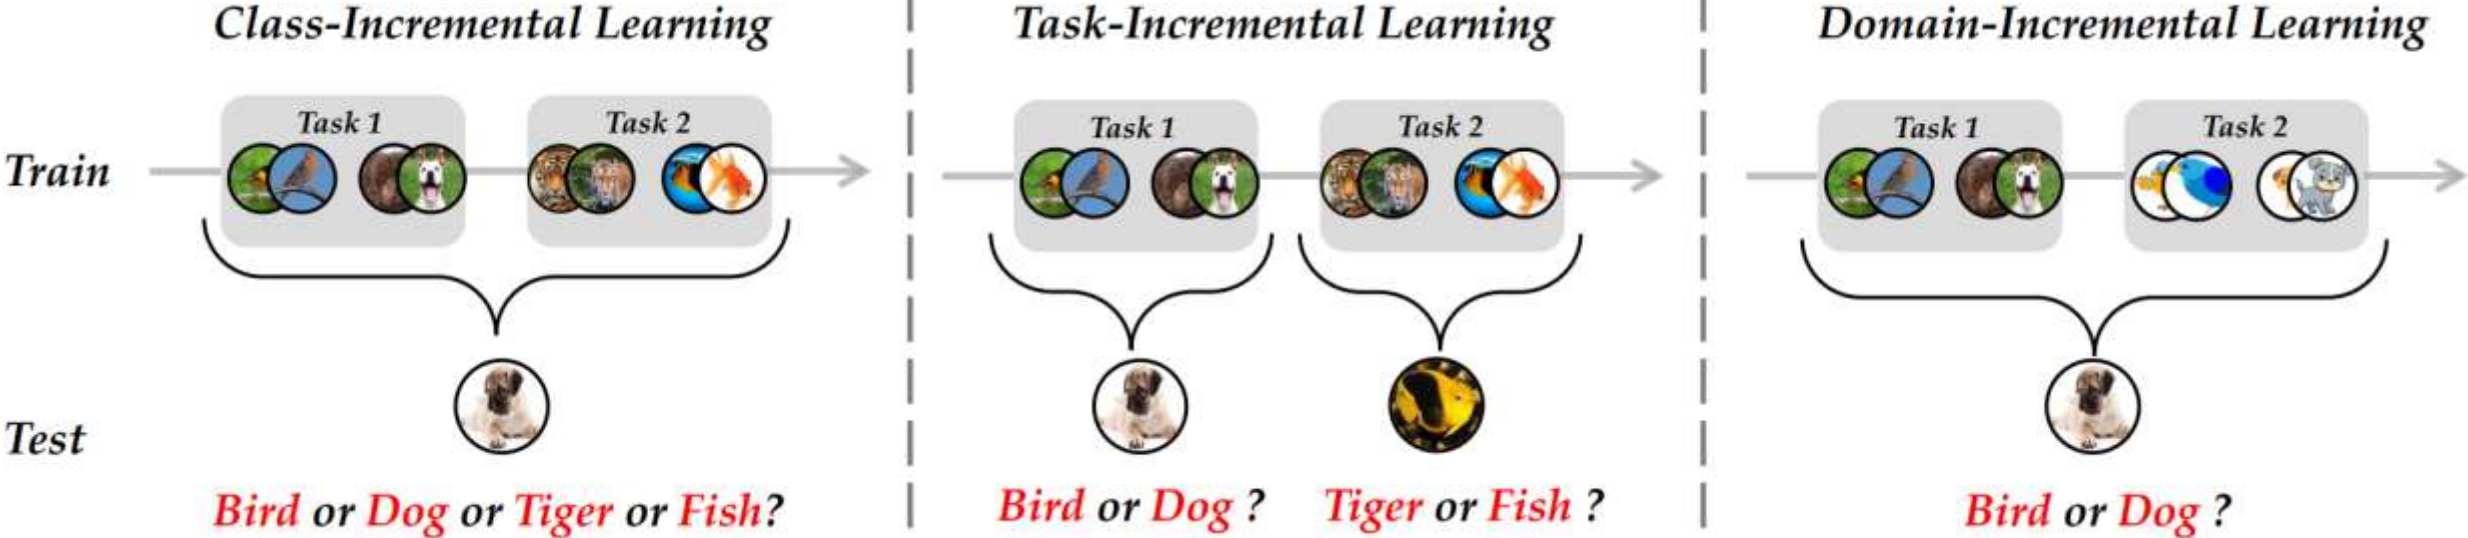 Class-Incremental Learning
Task-Incremental Learning
Domain-Incremental Learning
Train
Task 1
Task 2
Task 1
Task 2
Task 1
Task 2
Test
Bird or Dog or Tiger or Fish?
Bird or Dog ?
Tiger or Fish ?
Bird or Dog ?